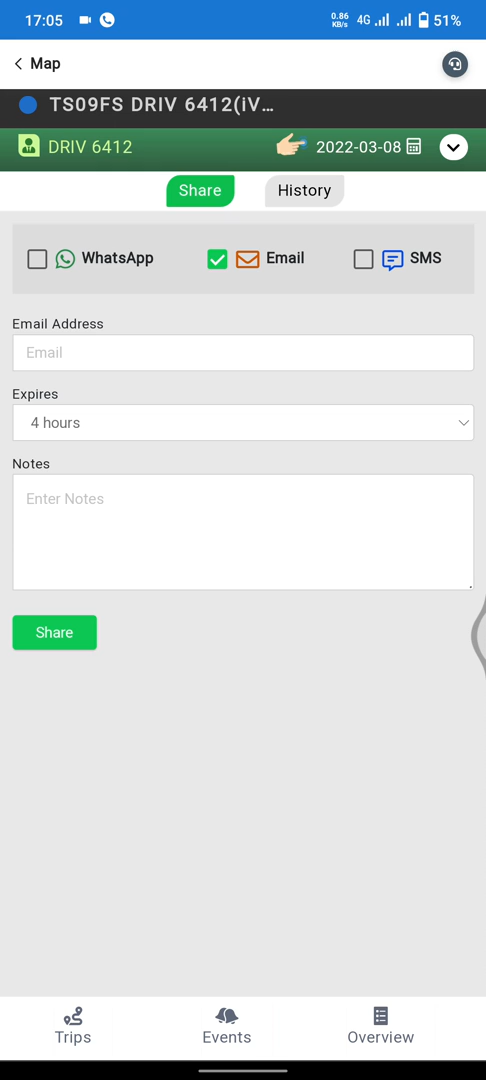 17:05 0.86 KB/s 4G 51%
Map
TS09FS DRIV 6412(iV...
DRIV 6412 2022-03-08
Share History
WhatsApp Email SMS
Email Address
Email
Expires
4 hours
Notes
Enter Notes
Share
Trips Events Overview